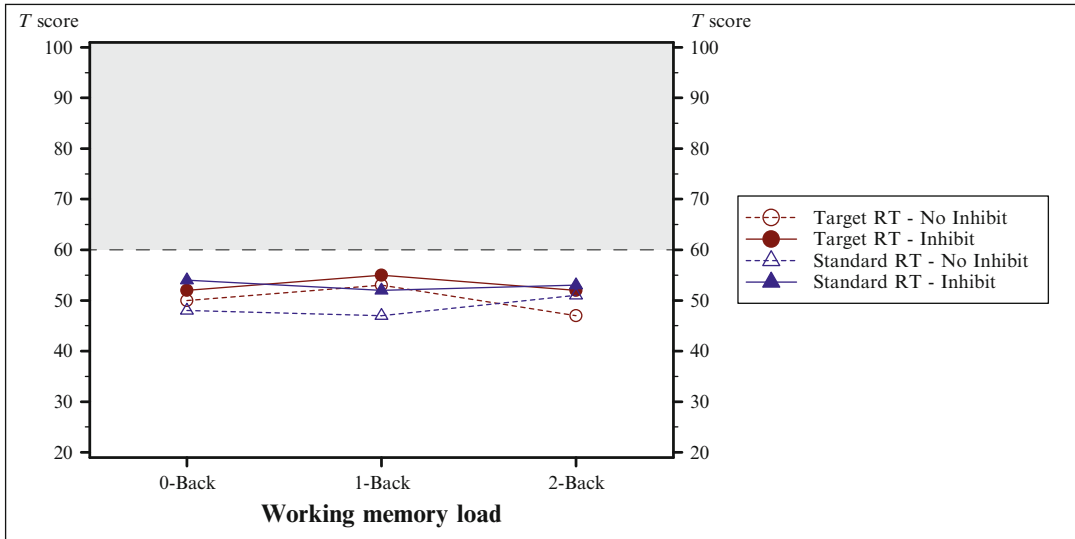 T score
T score
100
90
80
70
60
50
40
30
20
100
90
80
70
60
50
40
30
20
0-Back
1-Back
2-Back
Working memory load
Target RT - No Inhibit
Target RT - Inhibit
Standard RT - No Inhibit
Standard RT - Inhibit